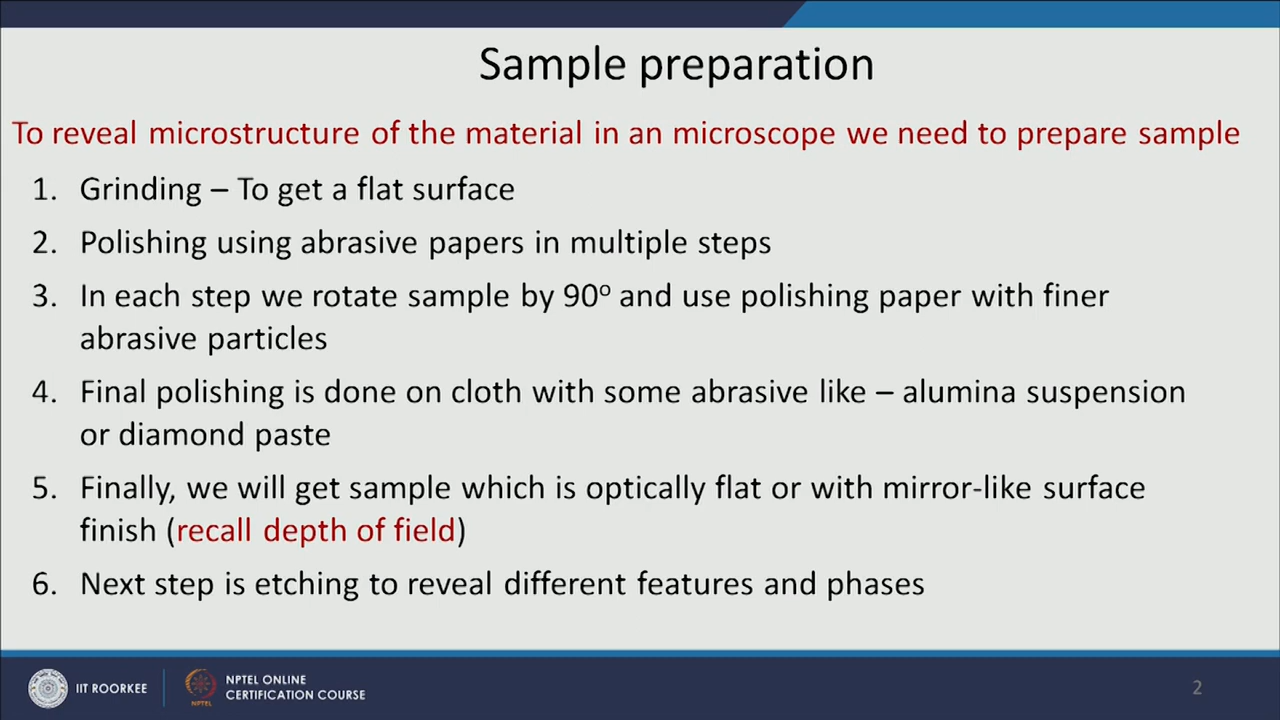 Sample preparation
To reveal microstructure of the material in an microscope we need to prepare sample
1. Grinding – To get a flat surface
2. Polishing using abrasive papers in multiple steps
3. In each step we rotate sample by 90º and use polishing paper with finer
abrasive particles
4. Final polishing is done on cloth with some abrasive like – alumina suspension
or diamond paste
5. Finally, we will get sample which is optically flat or with mirror-like surface
finish (recall depth of field)
6. Next step is etching to reveal different features and phases
IIT ROORKEE
NPTEL
NPTEL ONLINE
CERTIFICATION COURSE
2